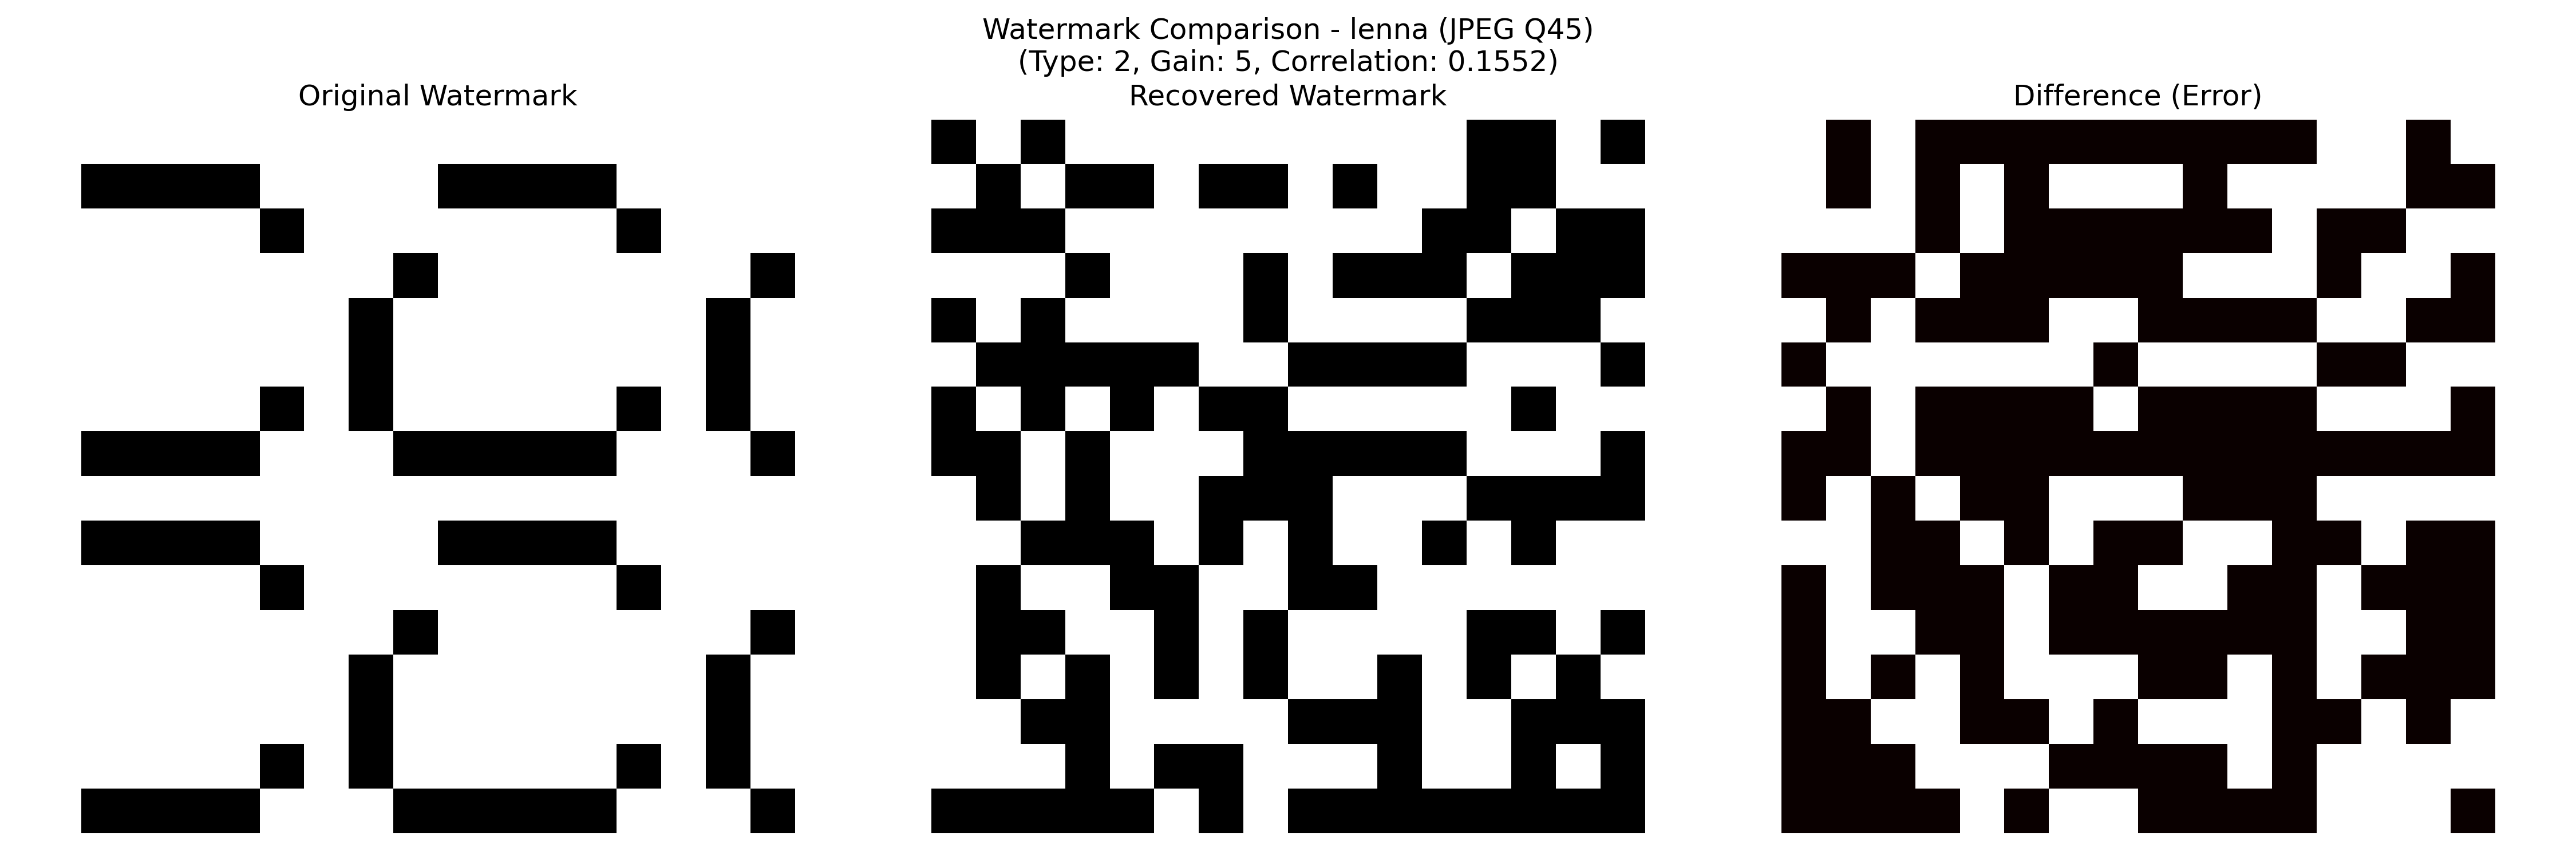 Watermark Comparison - lenna (JPEG Q45)
(Type: 2, Gain: 5, Correlation: 0.1552)
Original Watermark
Recovered Watermark
Difference (Error)